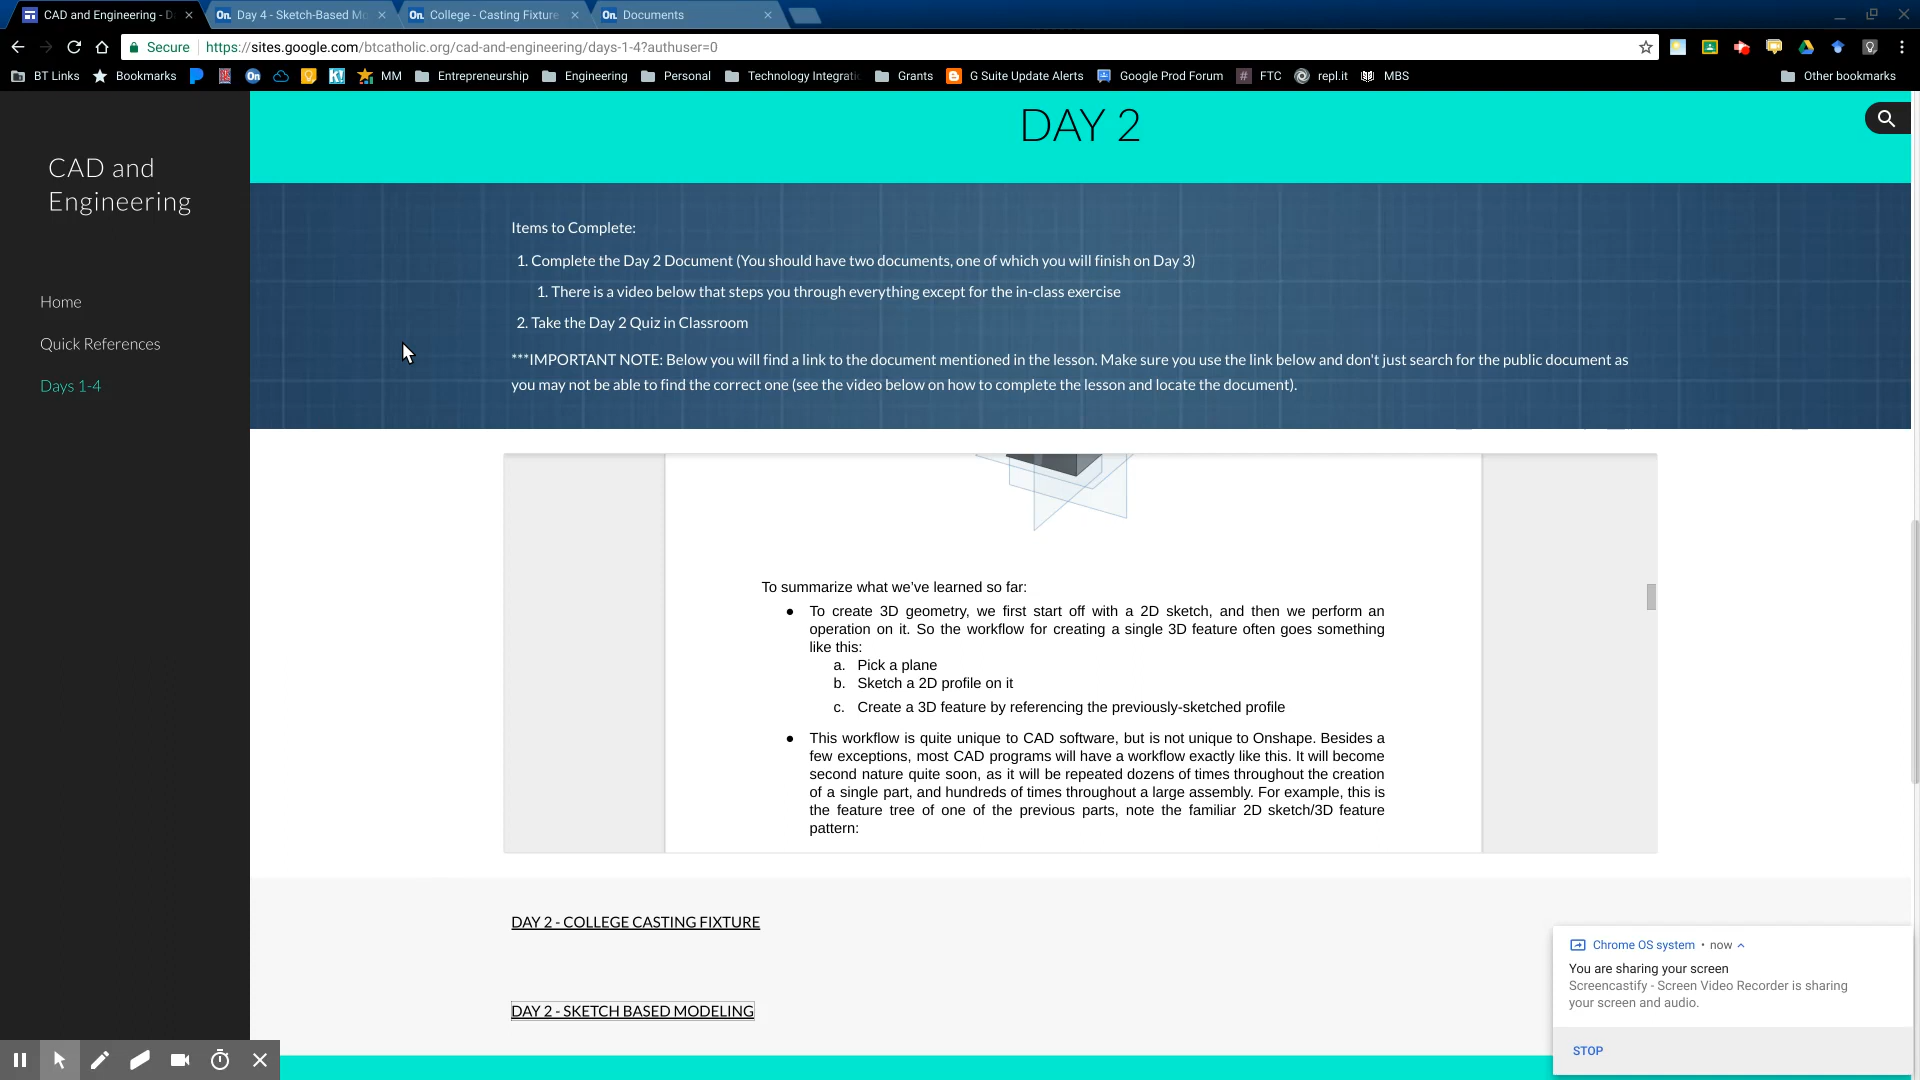 CAD and Engineering - D
Day 4 - Sketch-Based Mo
College - Casting Fixture
Documents
Secure
https://sites.google.com/btcatholic.org/cad-and-engineering/days-1-4?authuser=0
BT Links
Bookmarks
MM
Entrepreneurship
Engineering
Personal
Technology Integratio
Grants
G Suite Update Alerts
Google Prod Forum
FTC
repl.it
MBS
Other bookmarks
CAD and
Engineering
Home
Quick References
Days 1-4
DAY 2
Items to Complete:
1. Complete the Day 2 Document (You should have two documents, one of which you will finish on Day 3)
1. There is a video below that steps you through everything except for the in-class exercise
2. Take the Day 2 Quiz in Classroom
***IMPORTANT NOTE: Below you will find a link to the document mentioned in the lesson. Make sure you use the link below and don't just search for the public document as
you may not be able to find the correct one (see the video below on how to complete the lesson and locate the document).
To summarize what we've learned so far:
● To create 3D geometry, we first start off with a 2D sketch, and then we perform an
operation on it. So the workflow for creating a single 3D feature often goes something
like this:
a. Pick a plane
b. Sketch a 2D profile on it
c. Create a 3D feature by referencing the previously-sketched profile
● This workflow is quite unique to CAD software, but is not unique to Onshape. Besides a
few exceptions, most CAD programs will have a workflow exactly like this. It will become
second nature quite soon, as it will be repeated dozens of times throughout the creation
of a single part, and hundreds of times throughout a large assembly. For example, this is
the feature tree of one of the previous parts, note the familiar 2D sketch/3D feature
pattern:
DAY 2 - COLLEGE CASTING FIXTURE
DAY 2 - SKETCH BASED MODELING
Chrome OS system • now
You are sharing your screen
Screencastify - Screen Video Recorder is sharing
your screen and audio.
STOP